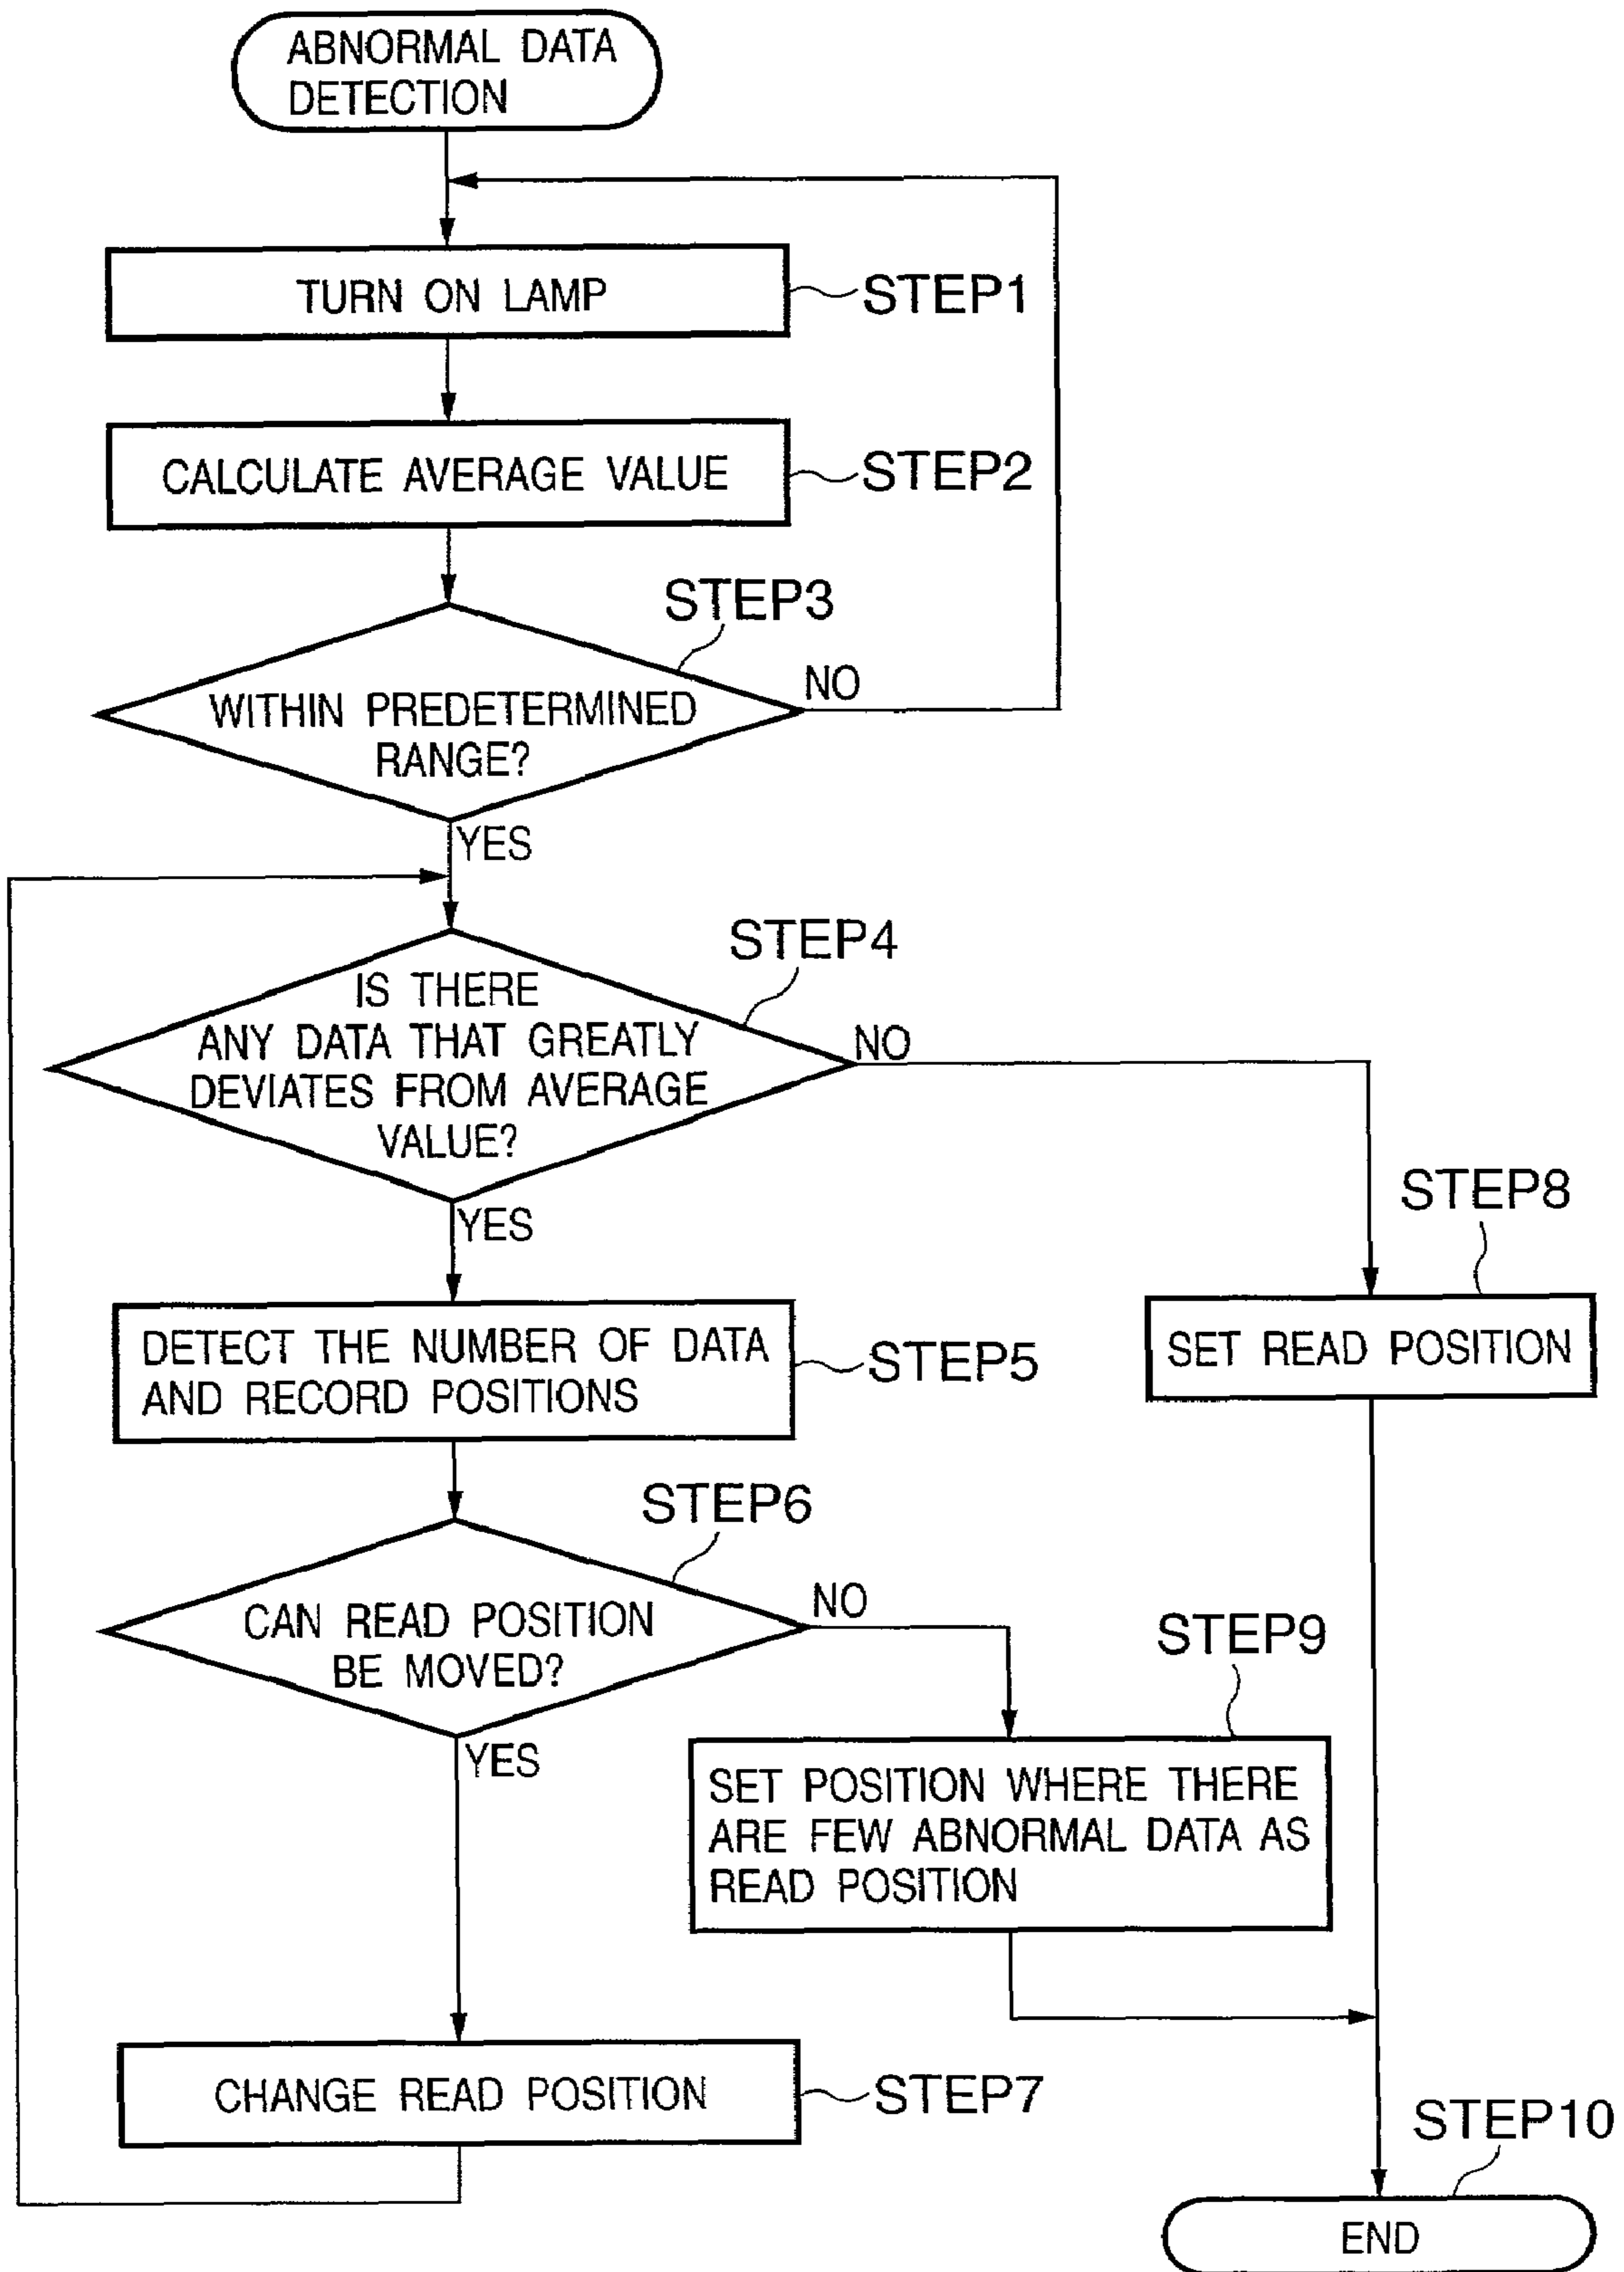 ABNORMAL DATA
DETECTION
TURN ON LAMP
STEP1
CALCULATE AVERAGE VALUE
STEP2
STEP3
WITHIN PREDETERMINED
RANGE?
NO
YES
STEP4
IS THERE
ANY DATA THAT GREATLY
DEVIATES FROM AVERAGE
VALUE?
NO
YES
STEP8
SET READ POSITION
DETECT THE NUMBER OF DATA
AND RECORD POSITIONS
STEP5
STEP6
CAN READ POSITION
BE MOVED?
NO
YES
STEP9
SET POSITION WHERE THERE
ARE FEW ABNORMAL DATA AS
READ POSITION
CHANGE READ POSITION
STEP7
STEP10
END